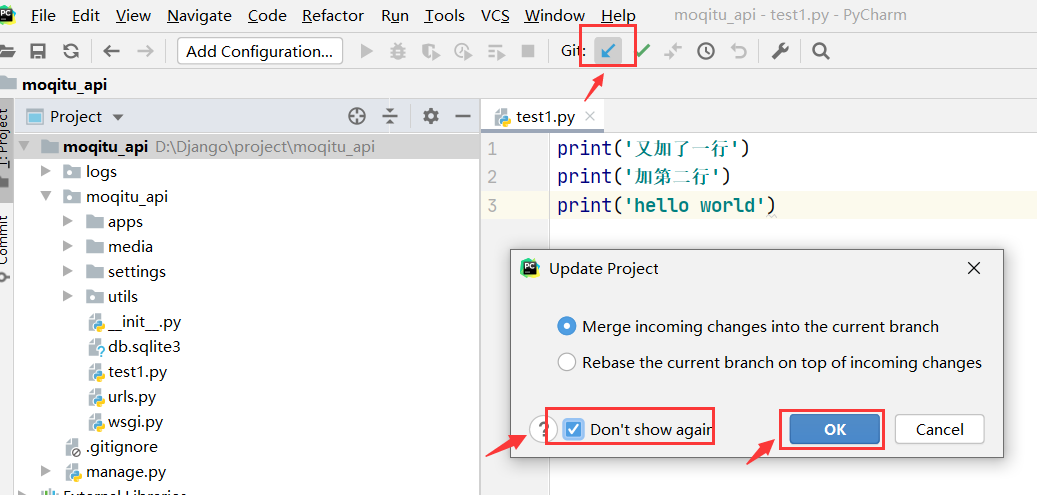 File Edit View Navigate Code Refactor Run Tools VCS Window Help moqitu_api - test1.py - PyCharm
Add Configuration... Git:
moqitu_api
Project
1: Project
Commit
moqitu_api D:\Django\project\moqitu_api
logs
moqitu_api
apps
media
settings
utils
__init__.py
db.sqlite3
test1.py
urls.py
wsgi.py
.gitignore
manage.py
External Libraries
test1.py
1 print('又加了一行')
2 print('加第二行')
3 print('hello world')
Update Project
Merge incoming changes into the current branch
Rebase the current branch on top of incoming changes
? Don't show again OK Cancel